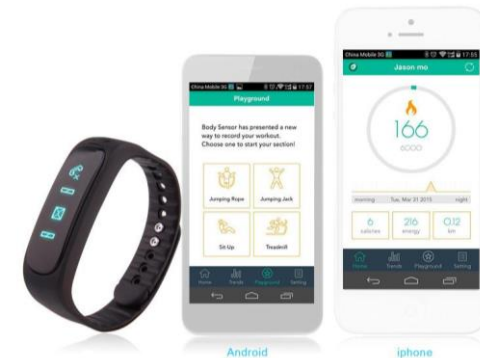 China Mobile 3G
17:57
Playground
Body Sensor has presented a new
way to record your workout.
Choose one to start your section!
Jumping Rope
Jumping Jack
Sit Up
Treadmill
Home
Trends
Playground
Setting
Android
China Mobile 3G
17:55
Jason mo
166
6000
morning
Tue, Mar 31 2015
night
6
calories
216
energy
0.12
km
Home
Trends
Playground
Setting
iphone